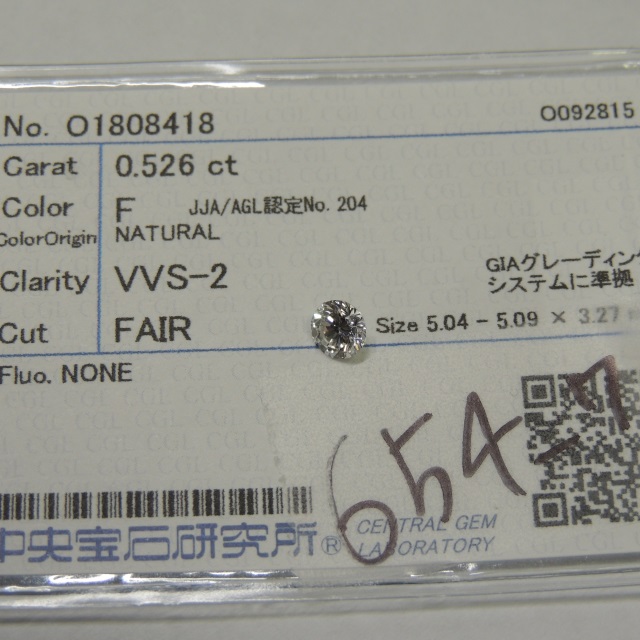 No. O1808418 O092815
Carat 0.526 ct
Color F JJA/AGL認定No. 204
ColorOrigin NATURAL
Clarity VVS-2 GIAグレーディング
システムに準拠
Cut FAIR Size 5.04 - 5.09 × 3.27
Fluo. NONE
654-7
中央宝石研究所® CENTRAL GEM
LABORATORY